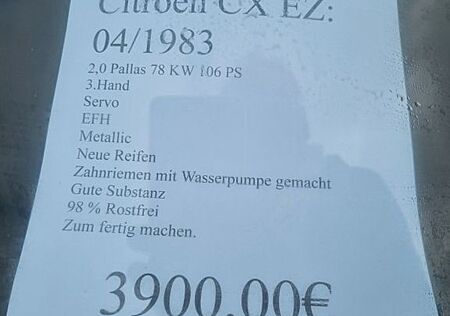 Citroen CX EZ:
04/1983
2,0 Pallas 78 KW 106 PS
3.Hand
Servo
EFH
Metallic
Neue Reifen
Zahnriemen mit Wasserpumpe gemacht
Gute Substanz
98 % Rostfrei
Zum fertig machen.
3900,00€